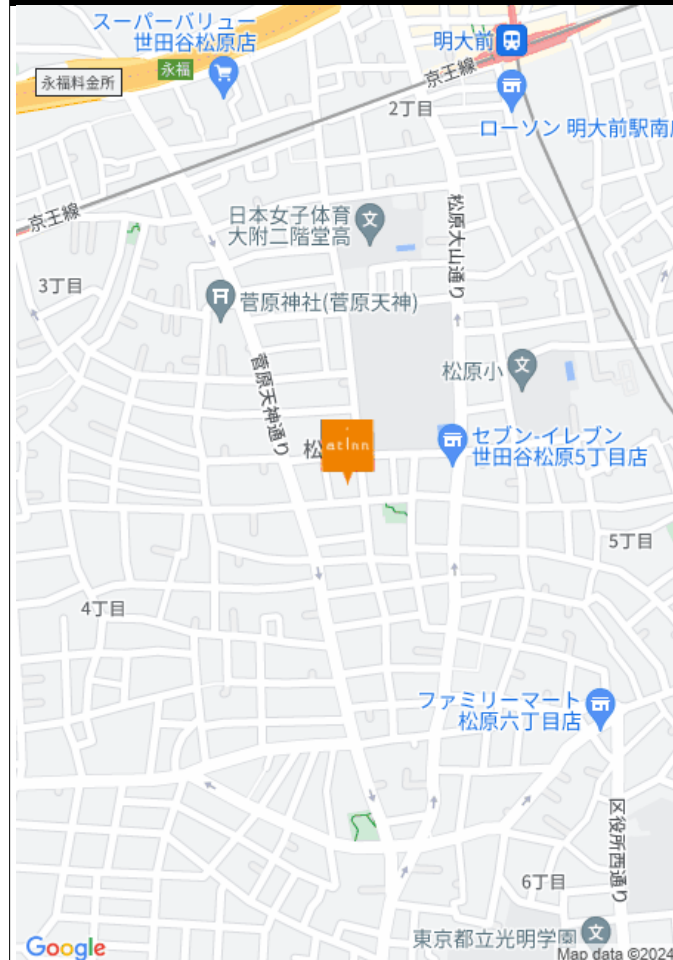 スーパーバリュー
世田谷松原店
明大前
永福
永福料金所
京王線
2丁目
ローソン 明大前駅南
京王線
日本女子体育
大附二階堂高
松原大山通り
3丁目
菅原神社(菅原天神)
松原小
菅原天神通り
松
atInn
セブン-イレブン
世田谷松原5丁目店
5丁目
4丁目
ファミリーマート
松原六丁目店
区役所西通り
6丁目
東京都立光明学園
Google
Map data ©2024